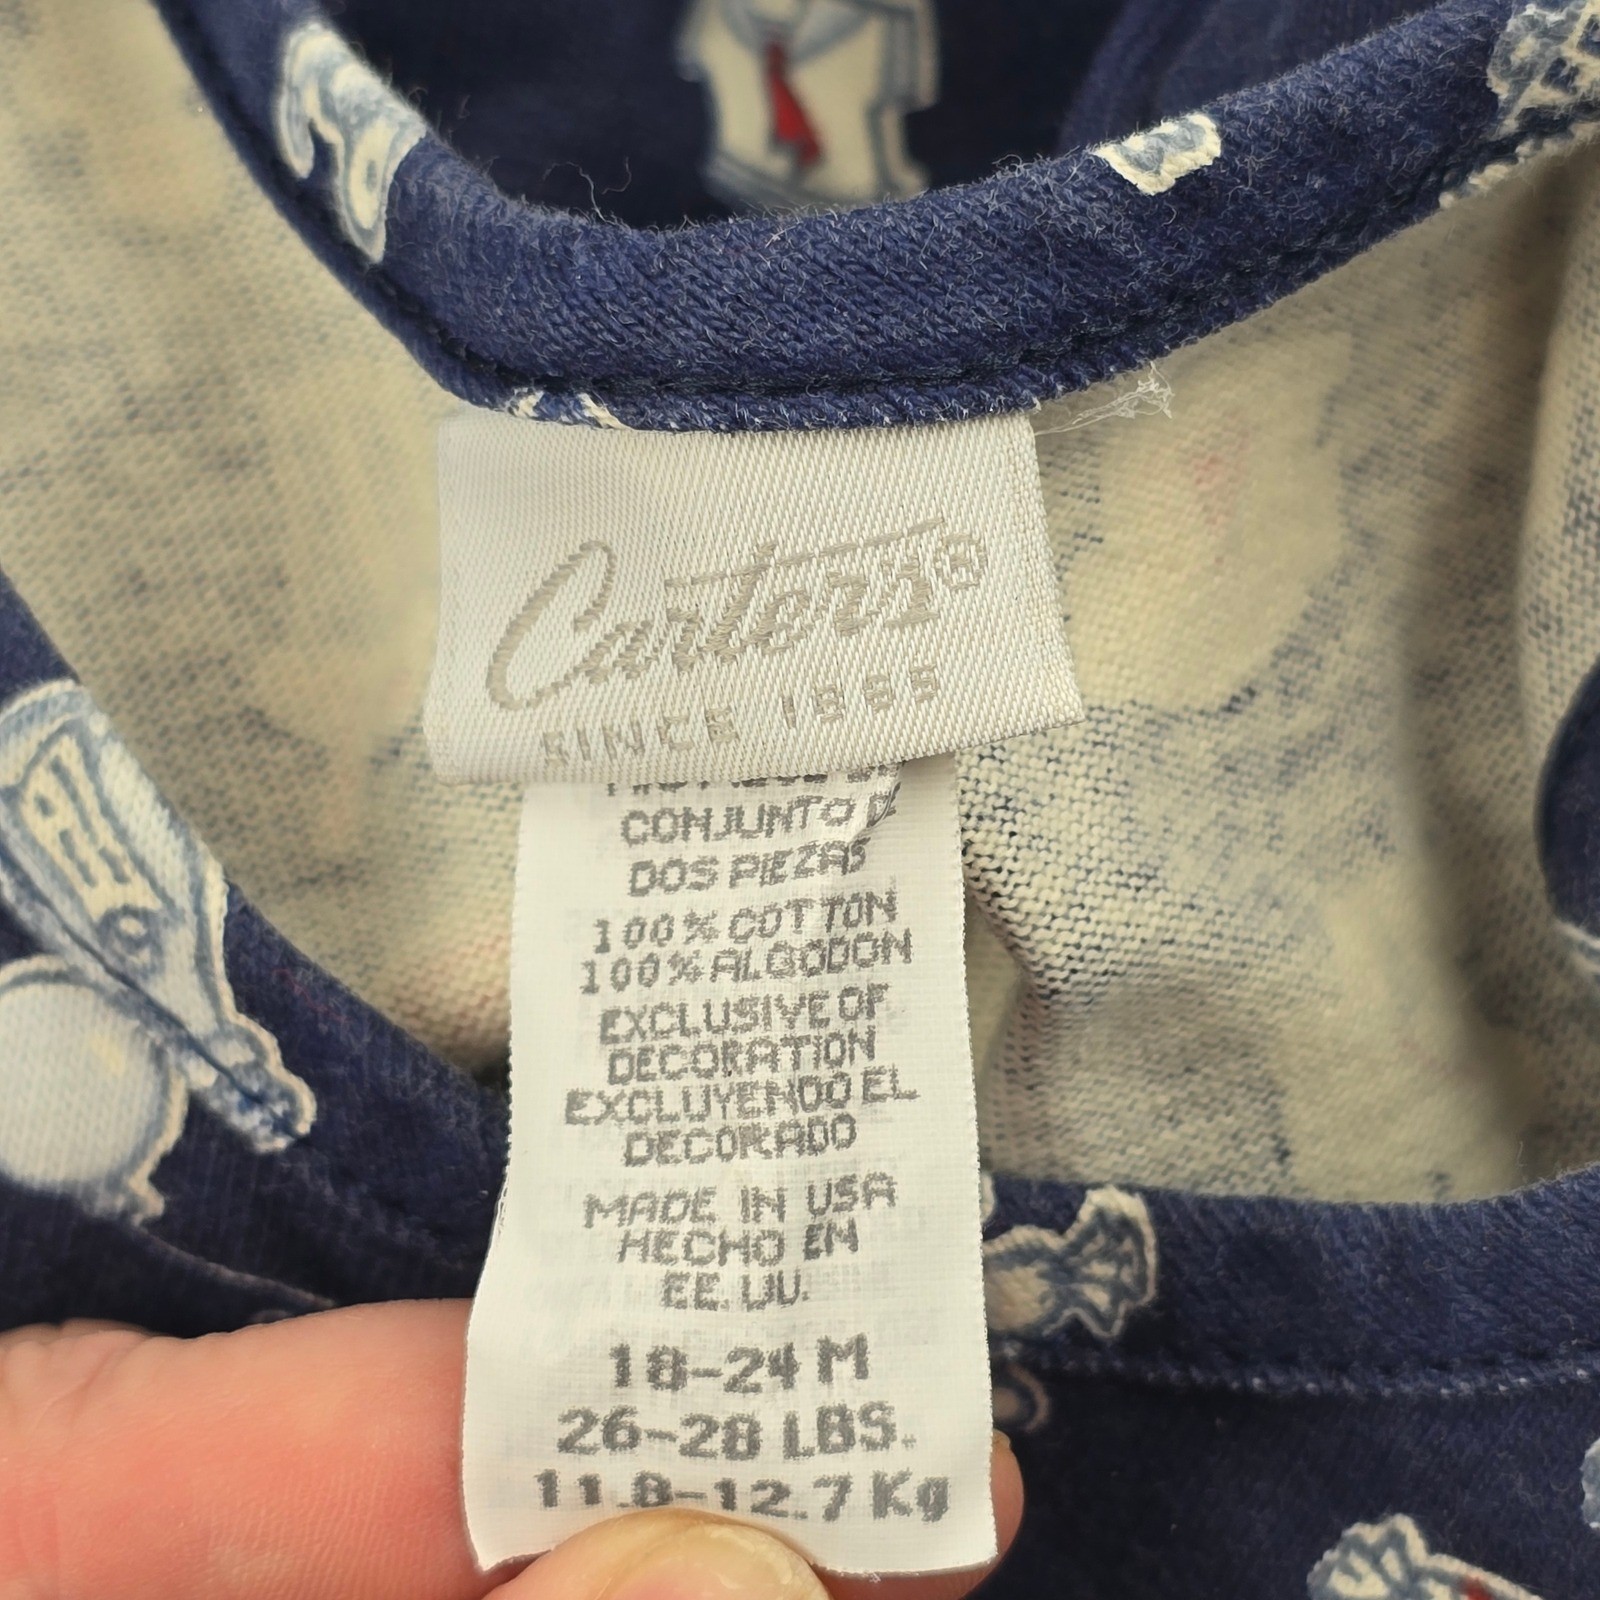 Carter's®
SINCE 1865
CONJUNTO DE
DOS PIEZAS
100% COTTON
100% ALGODON
EXCLUSIVE OF
DECORATION
EXCLUYENDO EL
DECORADO
MADE IN USA
HECHO EN
EE. UU.
18-24 M
26-28 LBS.
11.8-12.7 Kg